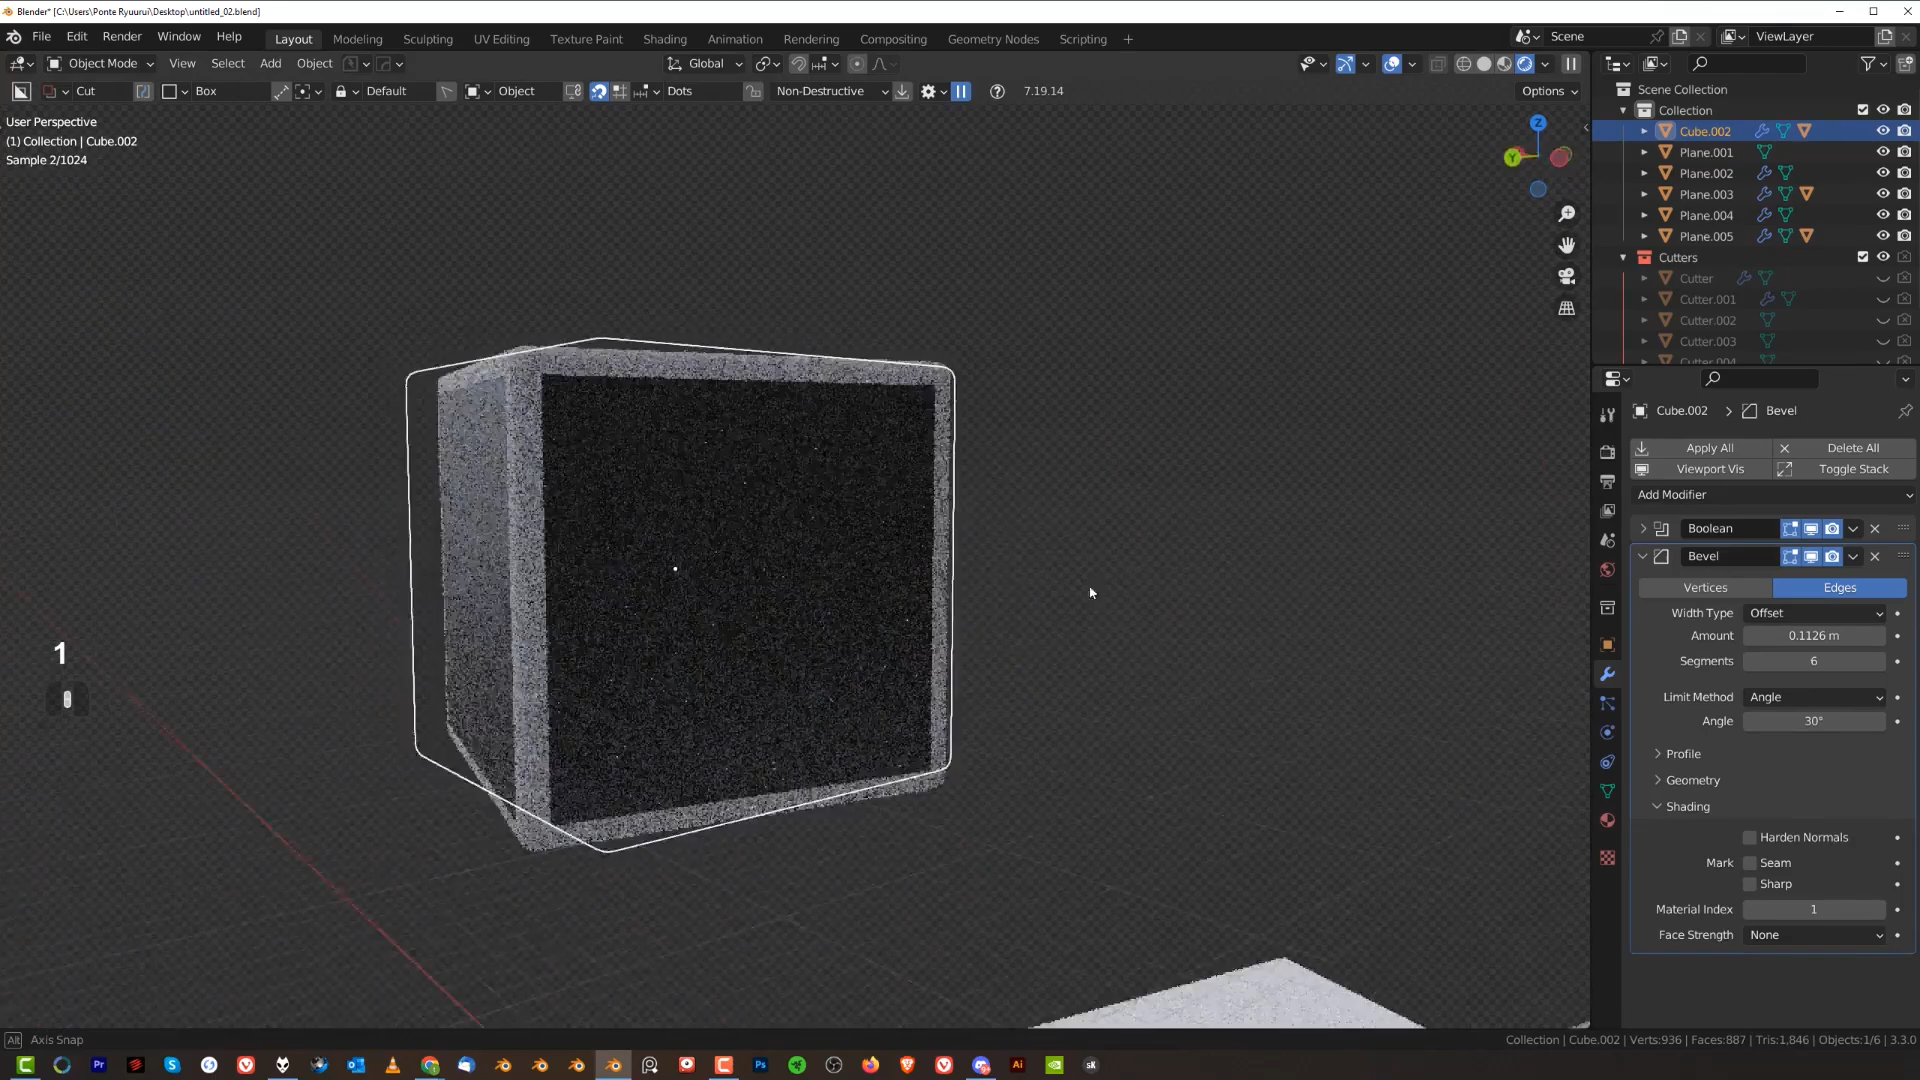 Blender* [C:\Users\Ponte Ryuurui\Desktop\untitled_02.blend]
File Edit Render Window Help Layout Modeling Sculpting UV Editing Texture Paint Shading Animation Rendering Compositing Geometry Nodes Scripting + Scene ViewLayer
Object Mode View Select Add Object Global
Cut Box Default Object Dots Non-Destructive 7.19.14 Options
User Perspective
(1) Collection | Cube.002
Sample 2/1024
Z
Y
1
Scene Collection
Collection
Cube.002
Plane.001
Plane.002
Plane.003
Plane.004
Plane.005
Cutters
Cutter
Cutter.001
Cutter.002
Cutter.003
Cutter.004
Cube.002 > Bevel
Apply All Delete All
Viewport Vis Toggle Stack
Add Modifier
Boolean
Bevel
Vertices Edges
Width Type Offset
Amount 0.1126 m
Segments 6
Limit Method Angle
Angle 30°
Profile
Geometry
Shading
Harden Normals
Mark Seam
Sharp
Material Index 1
Face Strength None
Alt Axis Snap
Collection | Cube.002 | Verts:936 | Faces:887 | Tris:1,846 | Objects:1/6 | 3.3.0
Pr S Ps Ai sK